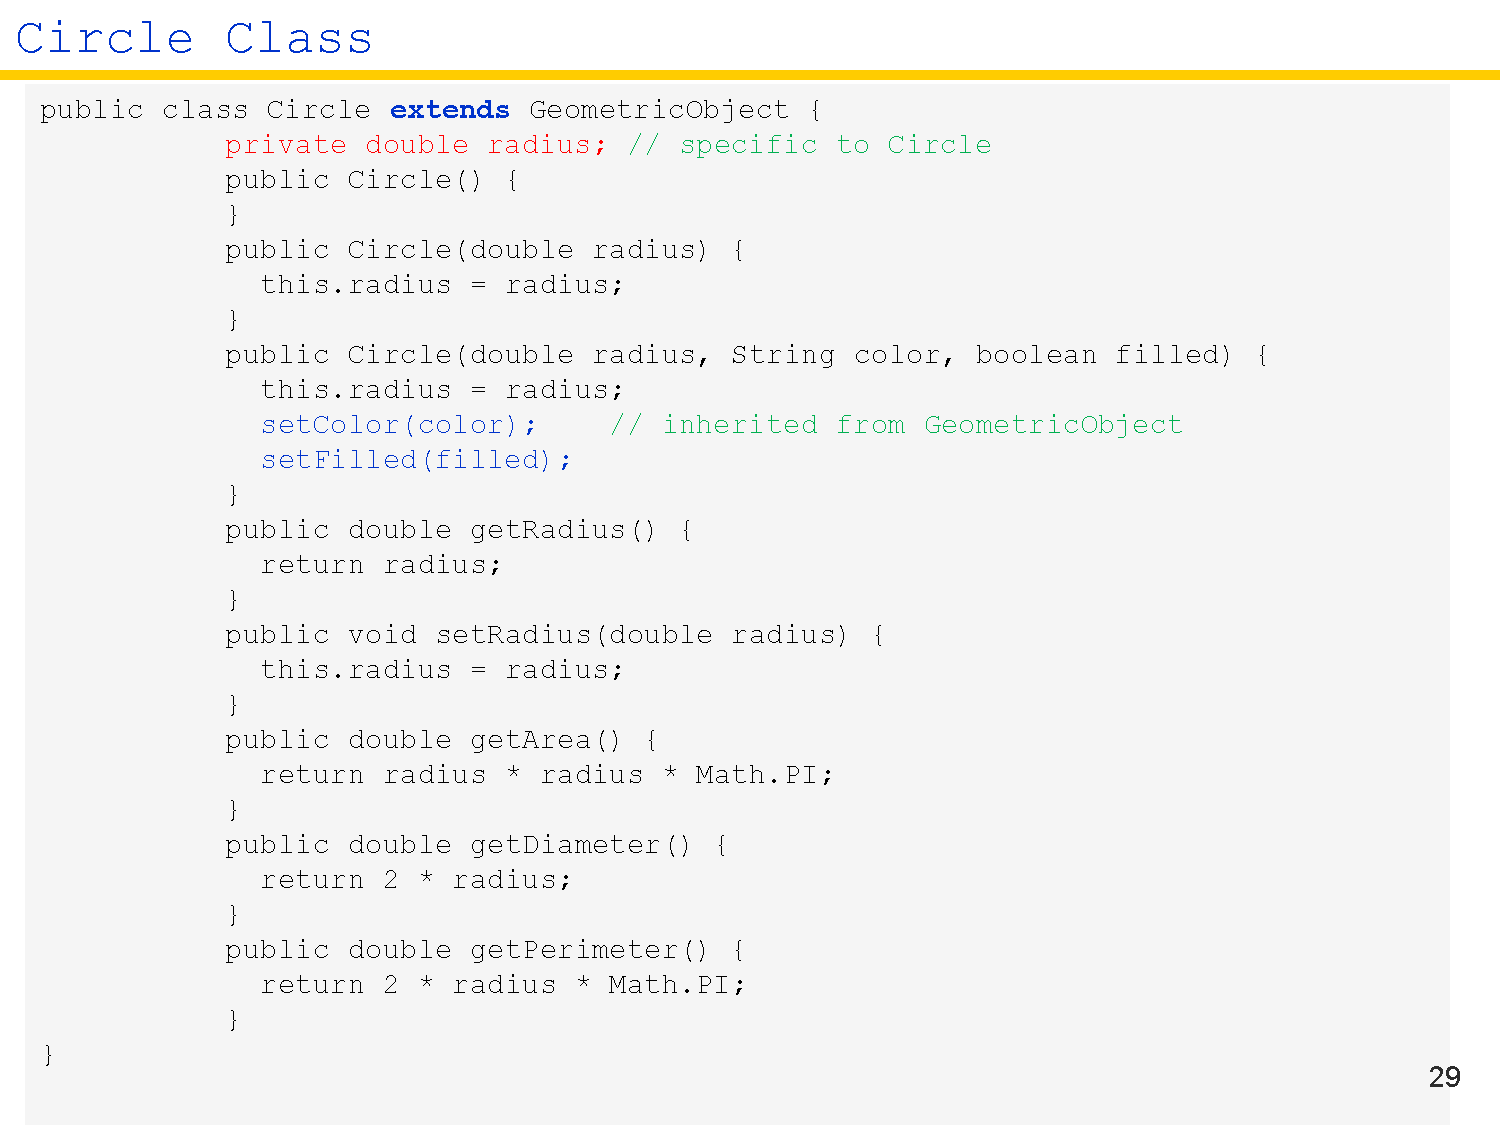 Circle Class
public class Circle extends GeometricObject {
private double radius; // specific to Circle
public Circle() {
}
public Circle(double radius) {
this.radius = radius;
}
public Circle(double radius, String color, boolean filled) {
this.radius = radius;
setColor(color); // inherited from GeometricObject
setFilled(filled);
}
public double getRadius() {
return radius;
}
public void setRadius(double radius) {
this.radius = radius;
}
public double getArea() {
return radius * radius * Math.PI;
}
public double getDiameter() {
return 2 * radius;
}
public double getPerimeter() {
return 2 * radius * Math.PI;
}
}
29